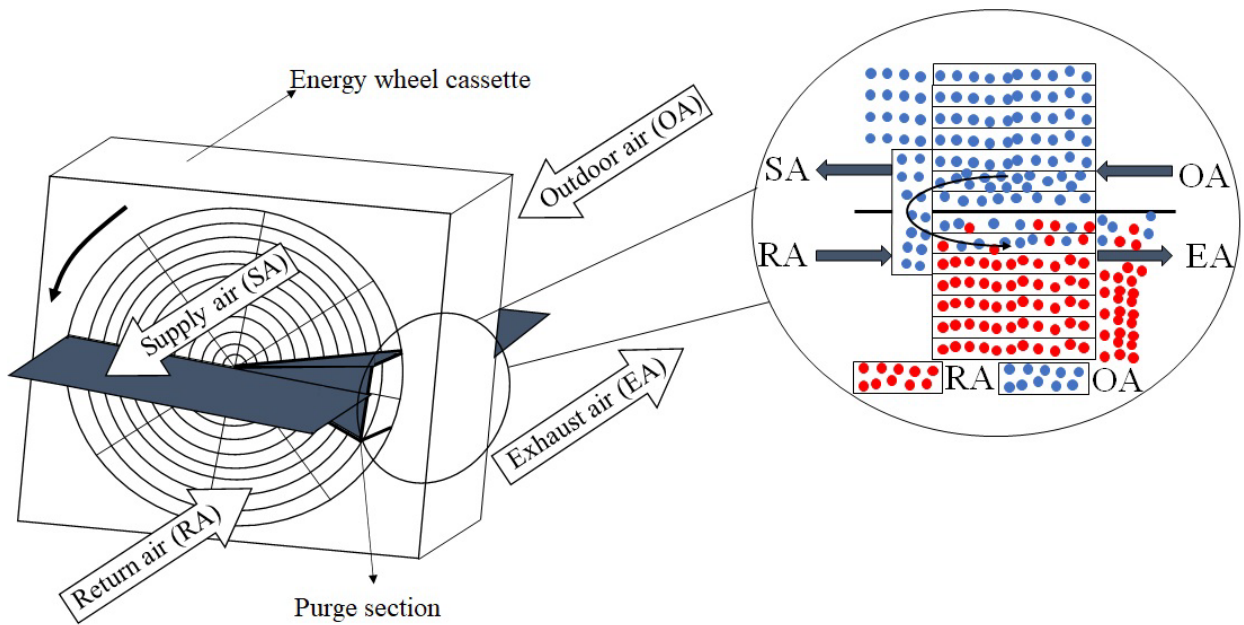 Energy wheel cassette
Outdoor air (OA)
Supply air (SA)
Return air (RA)
Exhaust air (EA)
Purge section
SA
OA
RA
EA
RA
OA